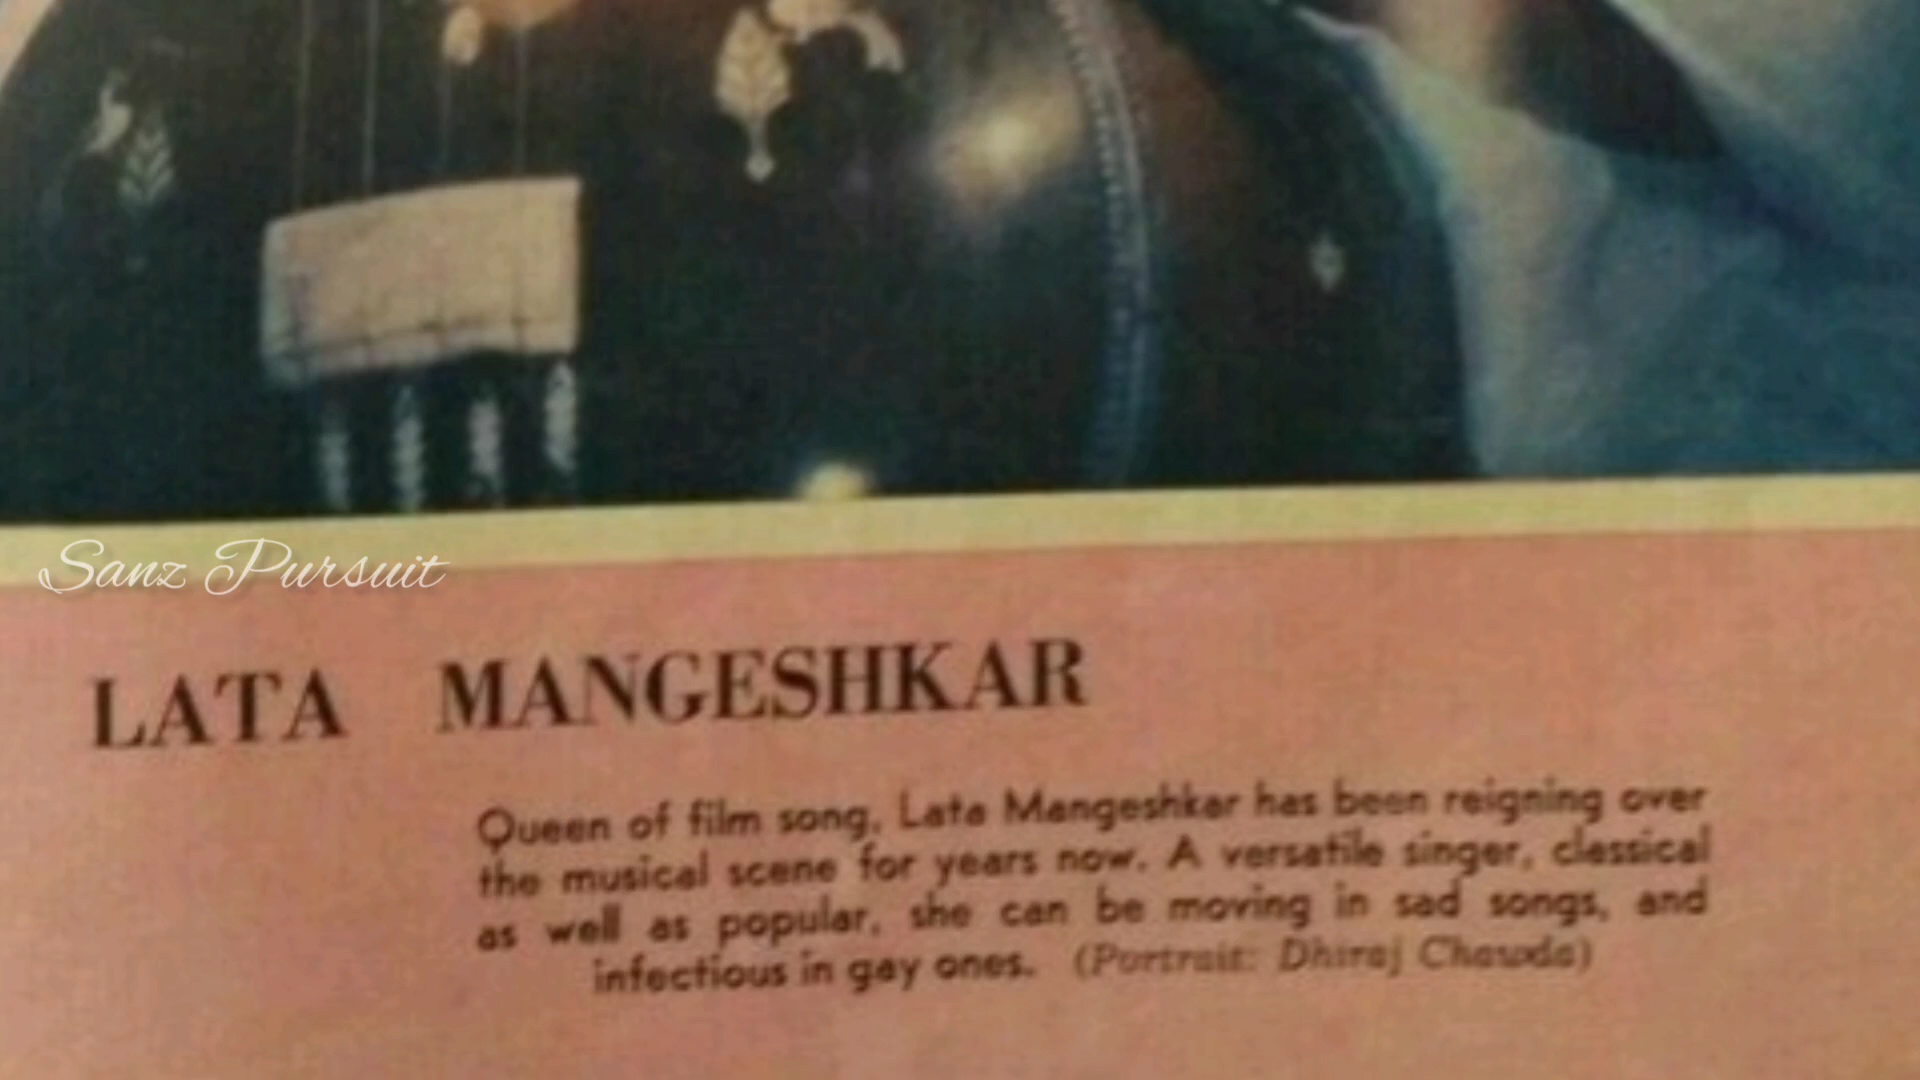 Sanz Pursuit
LATA MANGESHKAR
Queen of film song, Lata Mangeshkar has been reigning over
the musical scene for years now. A versatile singer, classical
as well as popular, she can be moving in sad songs, and
infectious in gay ones. (Portrait: Dhiraj Chawda)